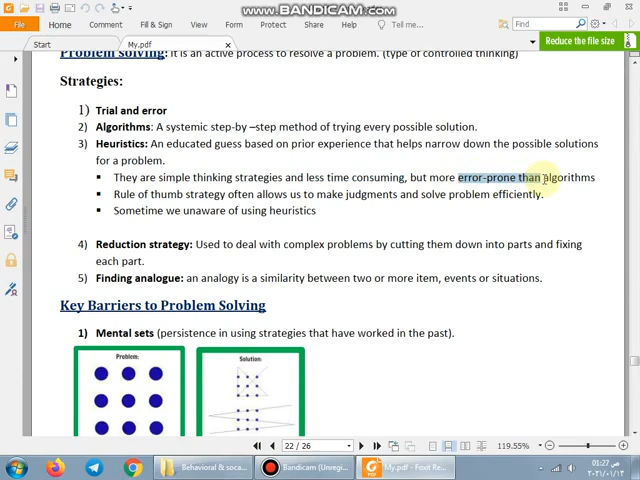 www.BANDICAM.com
File Home Edit Comment Fill & Sign View Form Protect Share Help Tell me... Find
Start My.pdf Reduce the file size
Problem solving: it is an active process to resolve a problem. (type of controlled thinking)
Strategies:
1) Trial and error
2) Algorithms: A systemic step-by –step method of trying every possible solution.
3) Heuristics: An educated guess based on prior experience that helps narrow down the possible solutions
for a problem.
▪ They are simple thinking strategies and less time consuming, but more error-prone than algorithms
▪ Rule of thumb strategy often allows us to make judgments and solve problem efficiently.
▪ Sometime we unaware of using heuristics
4) Reduction strategy: Used to deal with complex problems by cutting them down into parts and fixing
each part.
5) Finding analogue: an analogy is a similarity between two or more item, events or situations.
Key Barriers to Problem Solving
1) Mental sets (persistence in using strategies that have worked in the past).
Problem: Solution:
22 / 26 119.55%
Behavioral & soca... Bandicam (Unregi... My.pdf - Foxit Re... 01:27 ص
٢٠٢١/٠١/١٣